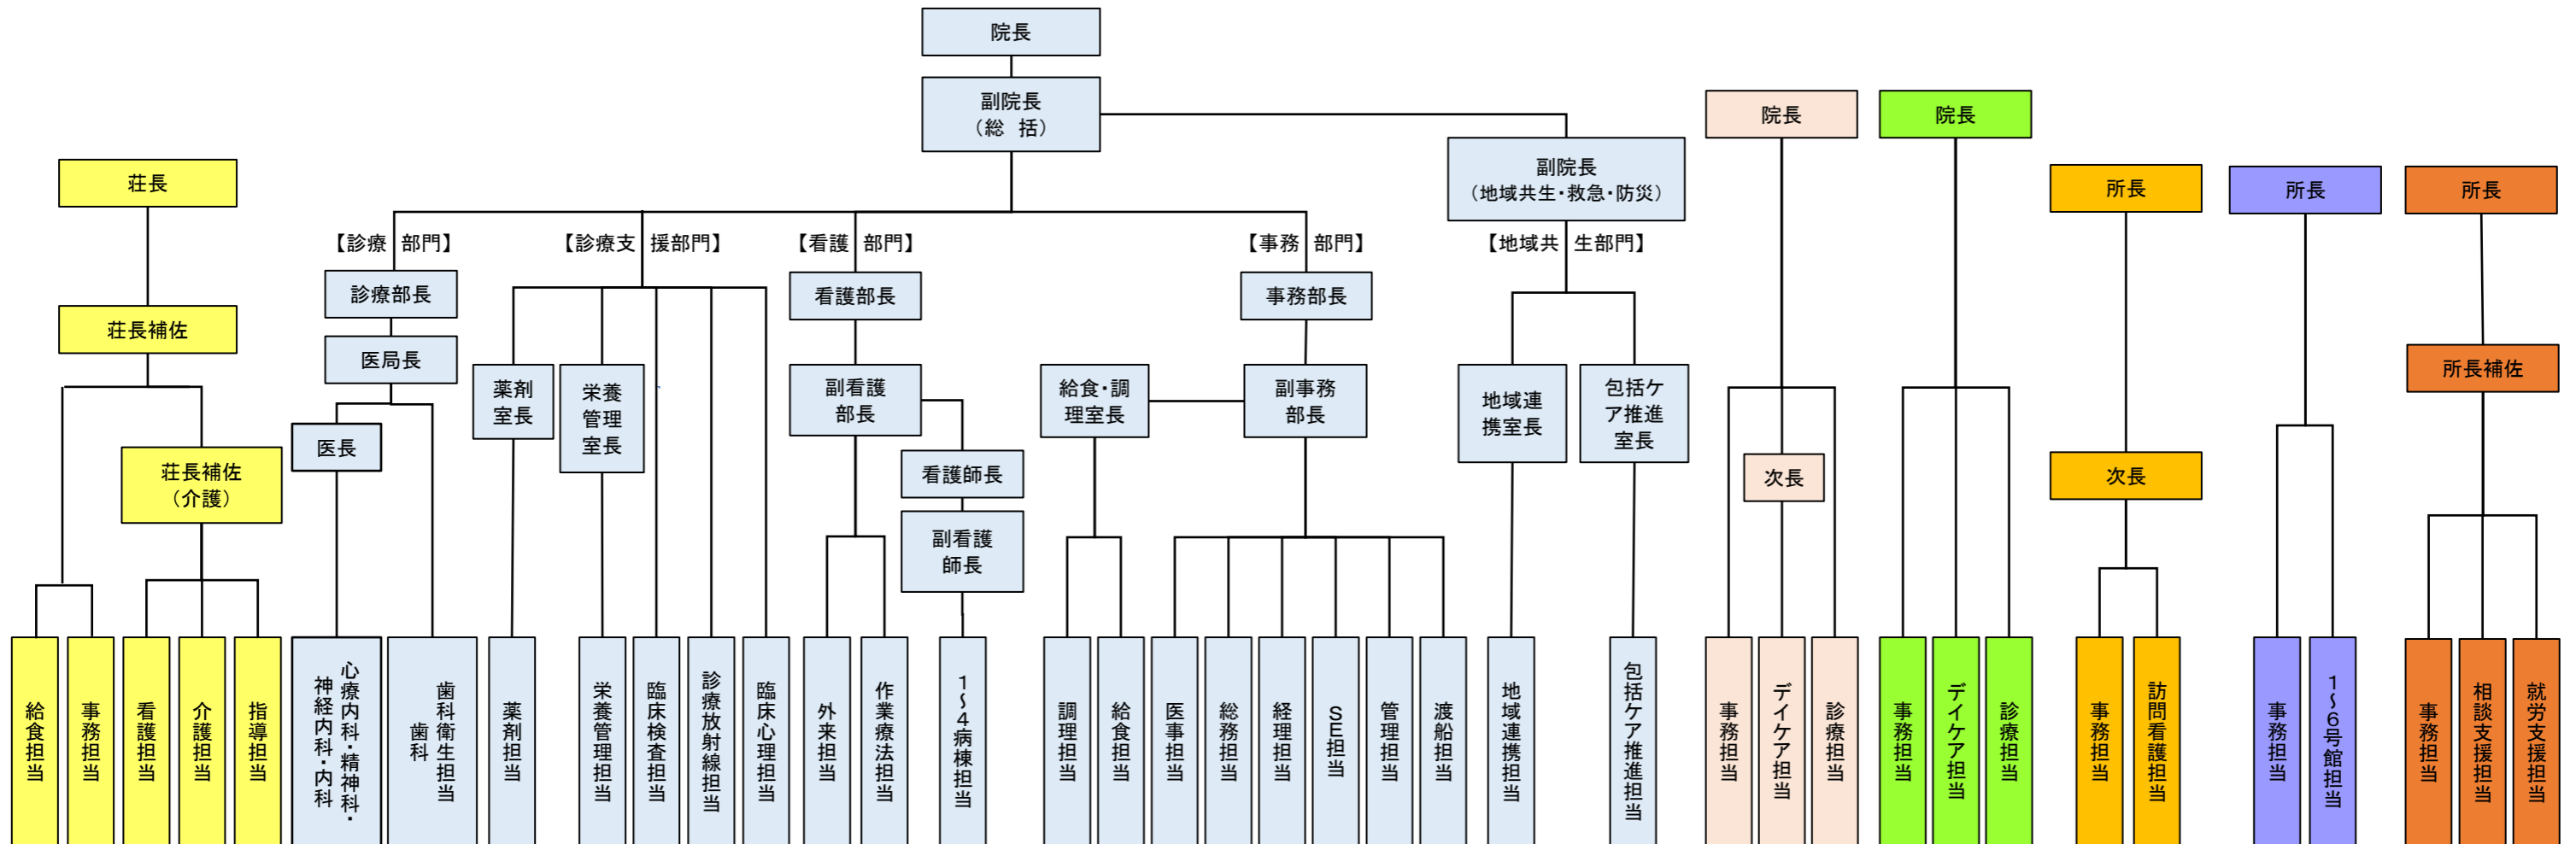 院長
副院長
（総　括）
院長
院長
副院長
（地域共生・救急・防災）
荘長
所長
所長
所長
【診療部門】
【診療支援部門】
【看護部門】
【事務部門】
【地域共生部門】
診療部長
看護部長
事務部長
荘長補佐
医局長
所長補佐
薬剤
室長
栄養
管理
室長
副看護
部長
給食・調
理室長
副事務
部長
地域連
携室長
包括ケ
ア推進
室長
医長
荘長補佐
（介護）
看護師長
次長
次長
副看護
師長
給食担当
事務担当
看護担当
介護担当
指導担当
心療内科・精神科・
神経内科・内科
歯科衛生担当
歯科
薬剤担当
栄養管理担当
臨床検査担当
診療放射線担当
臨床心理担当
外来担当
作業療法担当
１～４病棟担当
調理担当
給食担当
医事担当
総務担当
経理担当
ＳＥ担当
管理担当
渡船担当
地域連携担当
包括ケア推進担当
事務担当
デイケア担当
診療担当
事務担当
デイケア担当
診療担当
事務担当
訪問看護担当
事務担当
１～６号館担当
事務担当
相談支援担当
就労支援担当